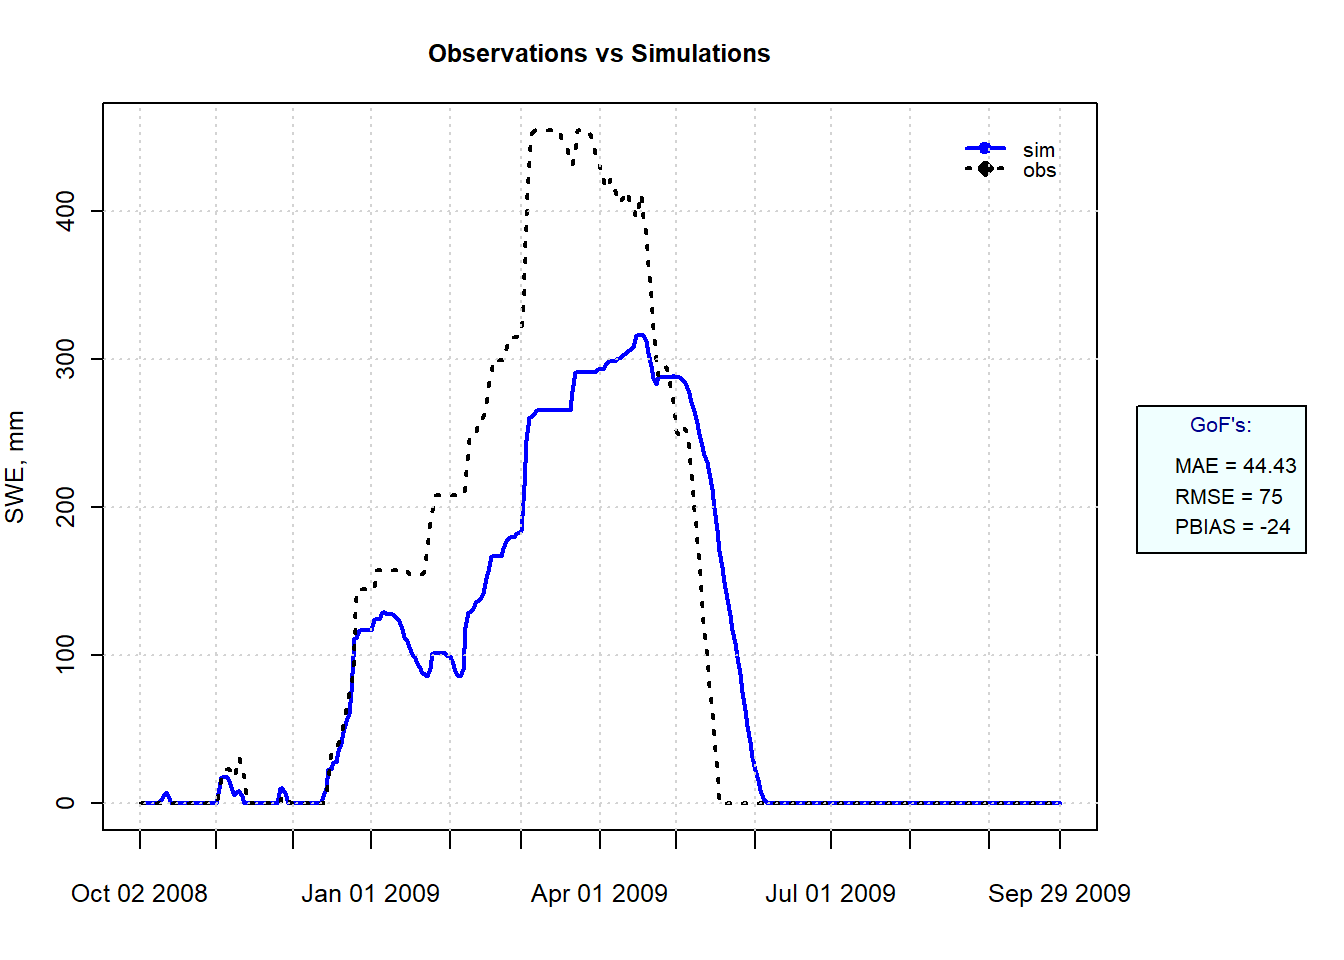 Observations vs Simulations
sim
obs
SWE, mm
0
100
200
300
400
Oct 02 2008
Jan 01 2009
Apr 01 2009
Jul 01 2009
Sep 29 2009
GoF's:
MAE = 44.43
RMSE = 75
PBIAS = -24